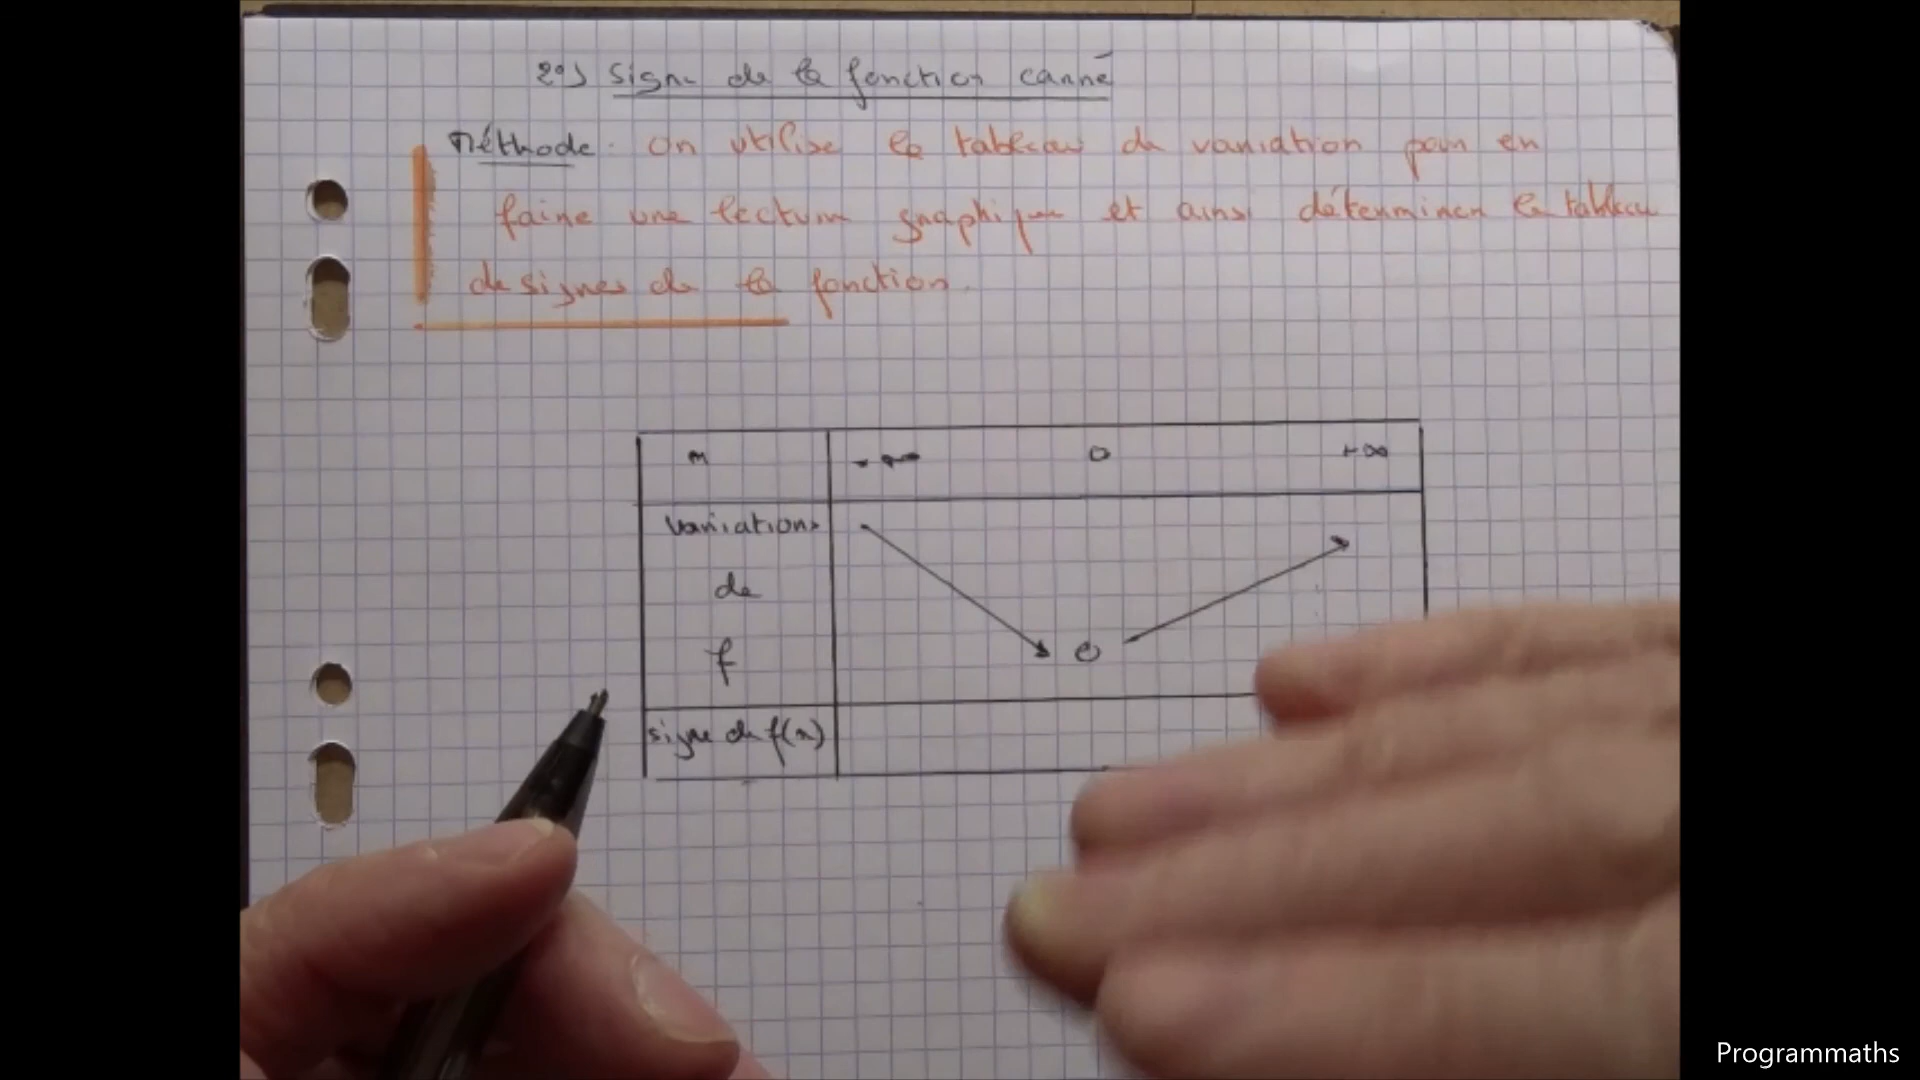 2°) Signe de la fonction carré
Méthode: On utilise le tableau de variation pour en
faire une lecture graphique et ainsi déterminer le tableau
de signes de la fonction.
x -∞ 0 +∞
variations
de
f 0
signe de f(x)
Programmaths